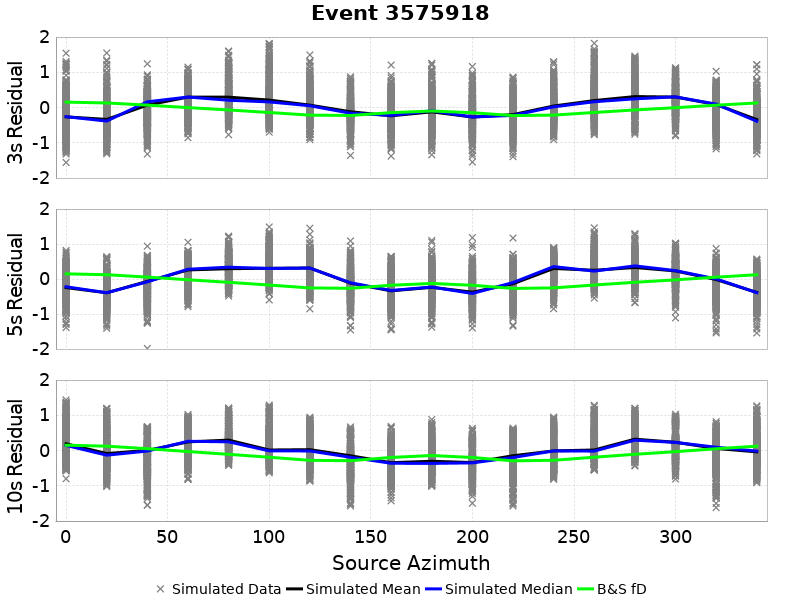 Event 3575918
3s Residual
2
1
0
-1
-2
5s Residual
2
1
0
-1
-2
10s Residual
2
1
0
-1
-2
0 50 100 150 200 250 300
Source Azimuth
Simulated Data Simulated Mean Simulated Median B&S fD